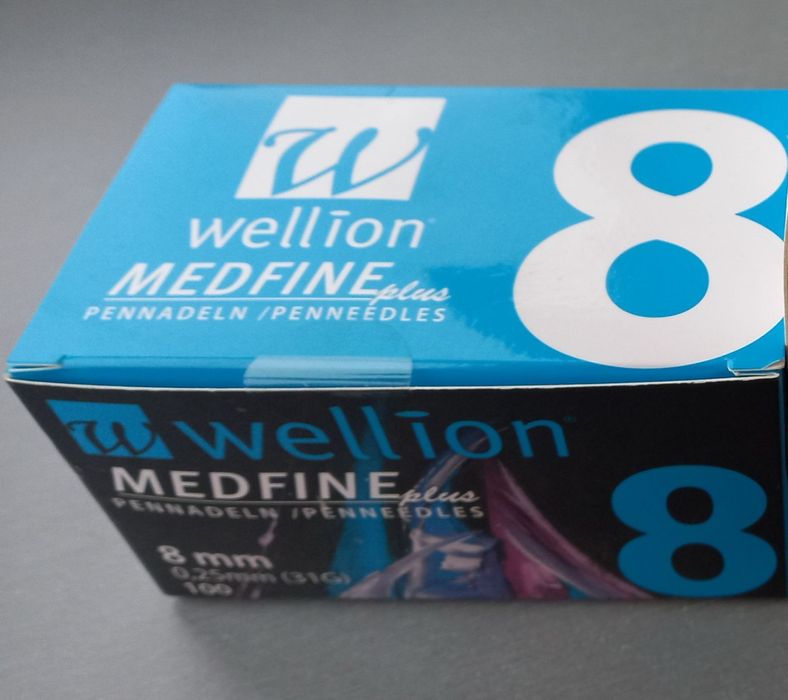 w
wellion®
MEDFINE plus
PENNADELN /PENNEEDLES
8
w wellion®
MEDFINE plus
PENNADELN /PENNEEDLES
8 mm
0,25mm (31G)
100
8